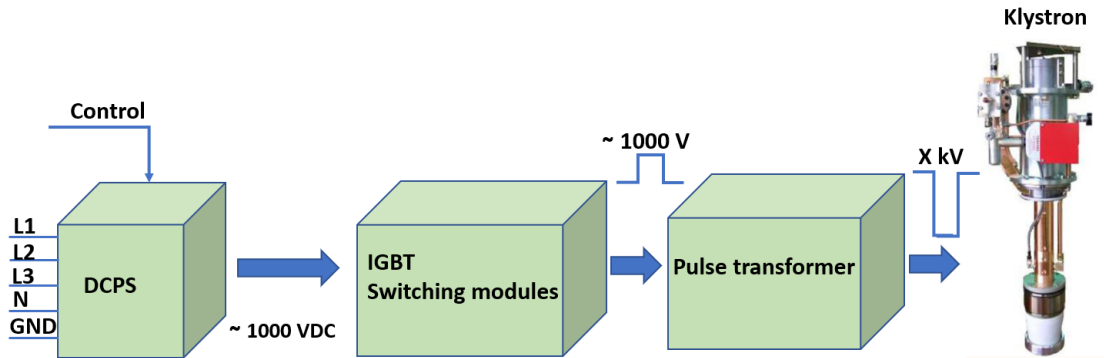 Klystron
Control
~ 1000 V
X kV
L1
L2
L3
N
GND
DCPS
IGBT
Switching modules
Pulse transformer
~ 1000 VDC